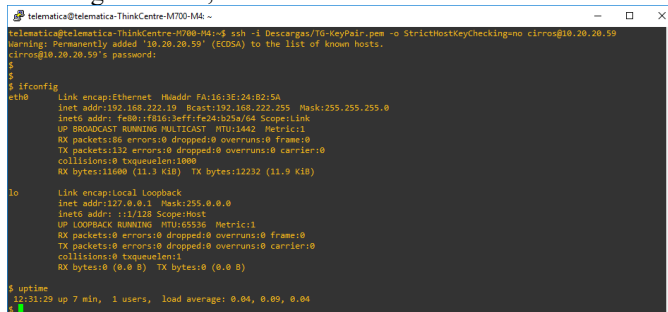 telematica@telematica-ThinkCentre-M700-M4: ~
telematica@telematica-ThinkCentre-M700-M4:~$ ssh -i Descargas/TG-KeyPair.pem -o StrictHostKeyChecking=no cirros@10.20.20.59
Warning: Permanently added '10.20.20.59' (ECDSA) to the list of known hosts.
cirros@10.20.20.59's password:
$
$
$ ifconfig
eth0 Link encap:Ethernet HWaddr FA:16:3E:24:B2:5A
inet addr:192.168.222.19 Bcast:192.168.222.255 Mask:255.255.255.0
inet6 addr: fe80::f816:3eff:fe24:b25a/64 Scope:Link
UP BROADCAST RUNNING MULTICAST MTU:1442 Metric:1
RX packets:86 errors:0 dropped:0 overruns:0 frame:0
TX packets:132 errors:0 dropped:0 overruns:0 carrier:0
collisions:0 txqueuelen:1000
RX bytes:11600 (11.3 KiB) TX bytes:12232 (11.9 KiB)
lo Link encap:Local Loopback
inet addr:127.0.0.1 Mask:255.0.0.0
inet6 addr: ::1/128 Scope:Host
UP LOOPBACK RUNNING MTU:65536 Metric:1
RX packets:0 errors:0 dropped:0 overruns:0 frame:0
TX packets:0 errors:0 dropped:0 overruns:0 carrier:0
collisions:0 txqueuelen:1
RX bytes:0 (0.0 B) TX bytes:0 (0.0 B)
$ uptime
12:31:29 up 7 min, 1 users, load average: 0.04, 0.09, 0.04
$